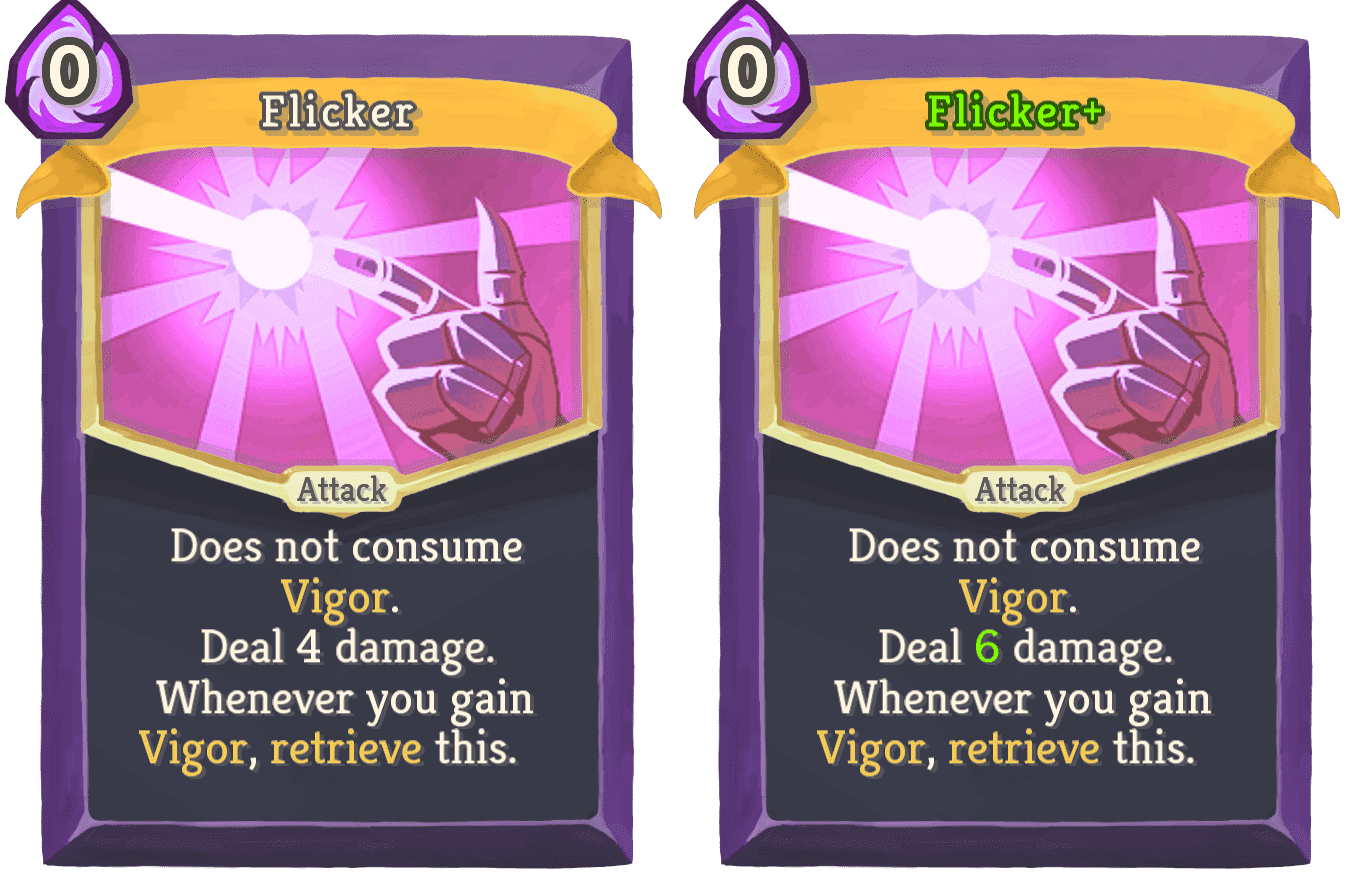 0
Flicker
Attack
Does not consume
Vigor.
Deal 4 damage.
Whenever you gain
Vigor, retrieve this.
0
Flicker+
Attack
Does not consume
Vigor.
Deal 6 damage.
Whenever you gain
Vigor, retrieve this.